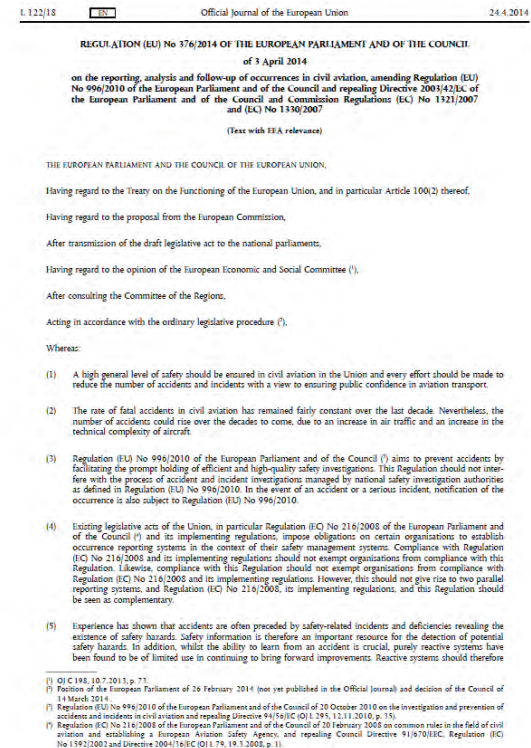 L 122/18 EN Official Journal of the European Union 24.4.2014
REGULATION (EU) No 376/2014 OF THE EUROPEAN PARLIAMENT AND OF THE COUNCIL
of 3 April 2014
on the reporting, analysis and follow-up of occurrences in civil aviation, amending Regulation (EU)
No 996/2010 of the European Parliament and of the Council and repealing Directive 2003/42/EC of
the European Parliament and of the Council and Commission Regulations (EC) No 1321/2007
and (EC) No 1330/2007
(Text with EEA relevance)
THE EUROPEAN PARLIAMENT AND THE COUNCIL OF THE EUROPEAN UNION,
Having regard to the Treaty on the Functioning of the European Union, and in particular Article 100(2) thereof,
Having regard to the proposal from the European Commission,
After transmission of the draft legislative act to the national parliaments,
Having regard to the opinion of the European Economic and Social Committee (¹),
After consulting the Committee of the Regions,
Acting in accordance with the ordinary legislative procedure (²),
Whereas:
(1) A high general level of safety should be ensured in civil aviation in the Union and every effort should be made to
reduce the number of accidents and incidents with a view to ensuring public confidence in aviation transport.
(2) The rate of fatal accidents in civil aviation has remained fairly constant over the last decade. Nevertheless, the
number of accidents could rise over the decades to come, due to an increase in air traffic and an increase in the
technical complexity of aircraft.
(3) Regulation (EU) No 996/2010 of the European Parliament and of the Council (³) aims to prevent accidents by
facilitating the prompt holding of efficient and high-quality safety investigations. This Regulation should not inter-
fere with the process of accident and incident investigations managed by national safety investigation authorities
as defined in Regulation (EU) No 996/2010. In the event of an accident or a serious incident, notification of the
occurrence is also subject to Regulation (EU) No 996/2010.
(4) Existing legislative acts of the Union, in particular Regulation (EC) No 216/2008 of the European Parliament and
of the Council (⁴) and its implementing regulations, impose obligations on certain organisations to establish
occurrence reporting systems in the context of their safety management systems. Compliance with Regulation
(EC) No 216/2008 and its implementing regulations should not exempt organisations from compliance with this
Regulation. Likewise, compliance with this Regulation should not exempt organisations from compliance with
Regulation (EC) No 216/2008 and its implementing regulations. However, this should not give rise to two parallel
reporting systems, and Regulation (EC) No 216/2008, its implementing regulations, and this Regulation should
be seen as complementary.
(5) Experience has shown that accidents are often preceded by safety-related incidents and deficiencies revealing the
existence of safety hazards. Safety information is therefore an important resource for the detection of potential
safety hazards. In addition, whilst the ability to learn from an accident is crucial, purely reactive systems have
been found to be of limited use in continuing to bring forward improvements. Reactive systems should therefore
(¹) OJ C 198, 10.7.2013, p. 73.
(²) Position of the European Parliament of 26 February 2014 (not yet published in the Official Journal) and decision of the Council of
14 March 2014.
(³) Regulation (EU) No 996/2010 of the European Parliament and of the Council of 20 October 2010 on the investigation and prevention of
accidents and incidents in civil aviation and repealing Directive 94/56/EC (OJ L 295, 12.11.2010, p. 35).
(⁴) Regulation (EC) No 216/2008 of the European Parliament and of the Council of 20 February 2008 on common rules in the field of civil
aviation and establishing a European Aviation Safety Agency, and repealing Council Directive 91/670/EEC, Regulation (EC)
No 1592/2002 and Directive 2004/36/EC (OJ L 79, 19.3.2008, p. 1).